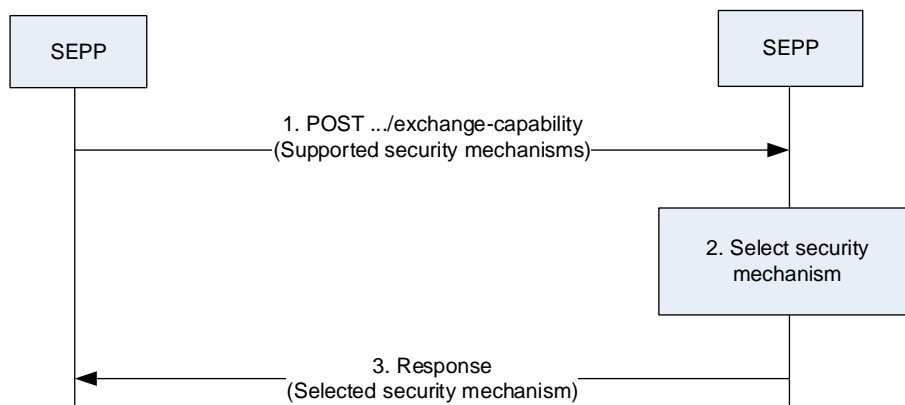 SEPP
SEPP
1. POST .../exchange-capability
(Supported security mechanisms)
2. Select security
mechanism
3. Response
(Selected security mechanism)